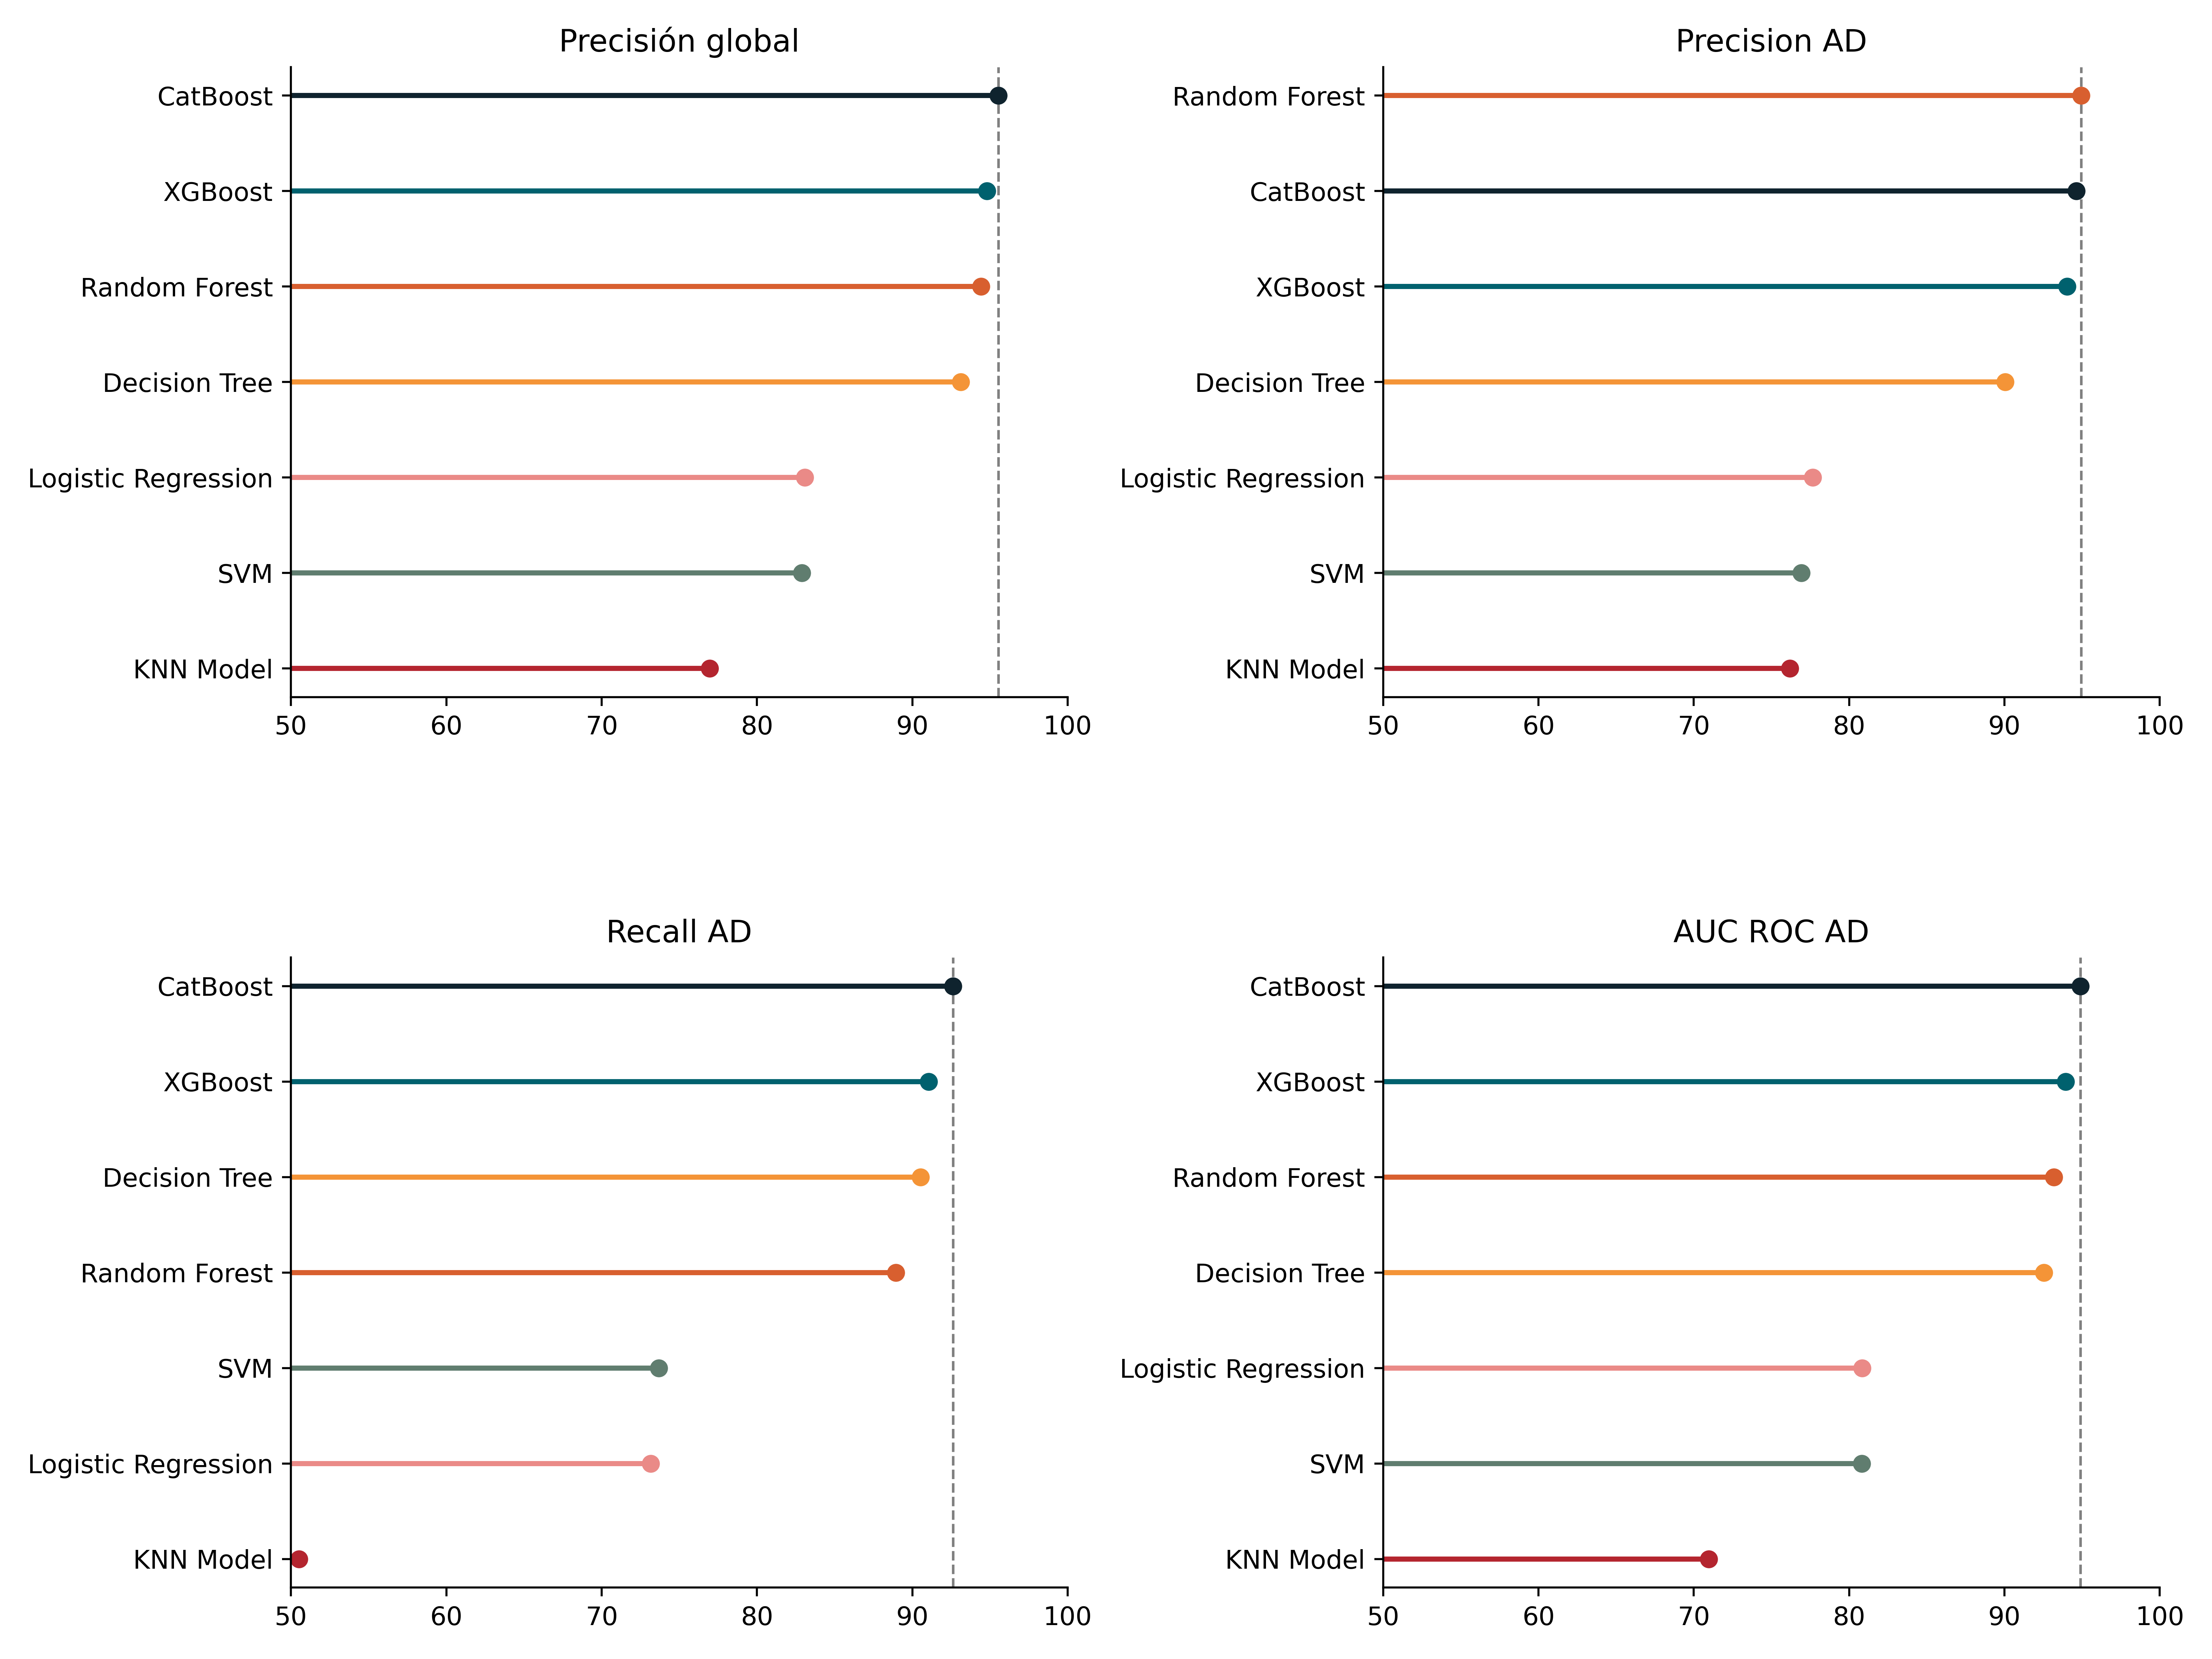 Precisión global
CatBoost
XGBoost
Random Forest
Decision Tree
Logistic Regression
SVM
KNN Model
50 60 70 80 90 100
Precision AD
Random Forest
CatBoost
XGBoost
Decision Tree
Logistic Regression
SVM
KNN Model
50 60 70 80 90 100
Recall AD
CatBoost
XGBoost
Decision Tree
Random Forest
SVM
Logistic Regression
KNN Model
50 60 70 80 90 100
AUC ROC AD
CatBoost
XGBoost
Random Forest
Decision Tree
Logistic Regression
SVM
KNN Model
50 60 70 80 90 100